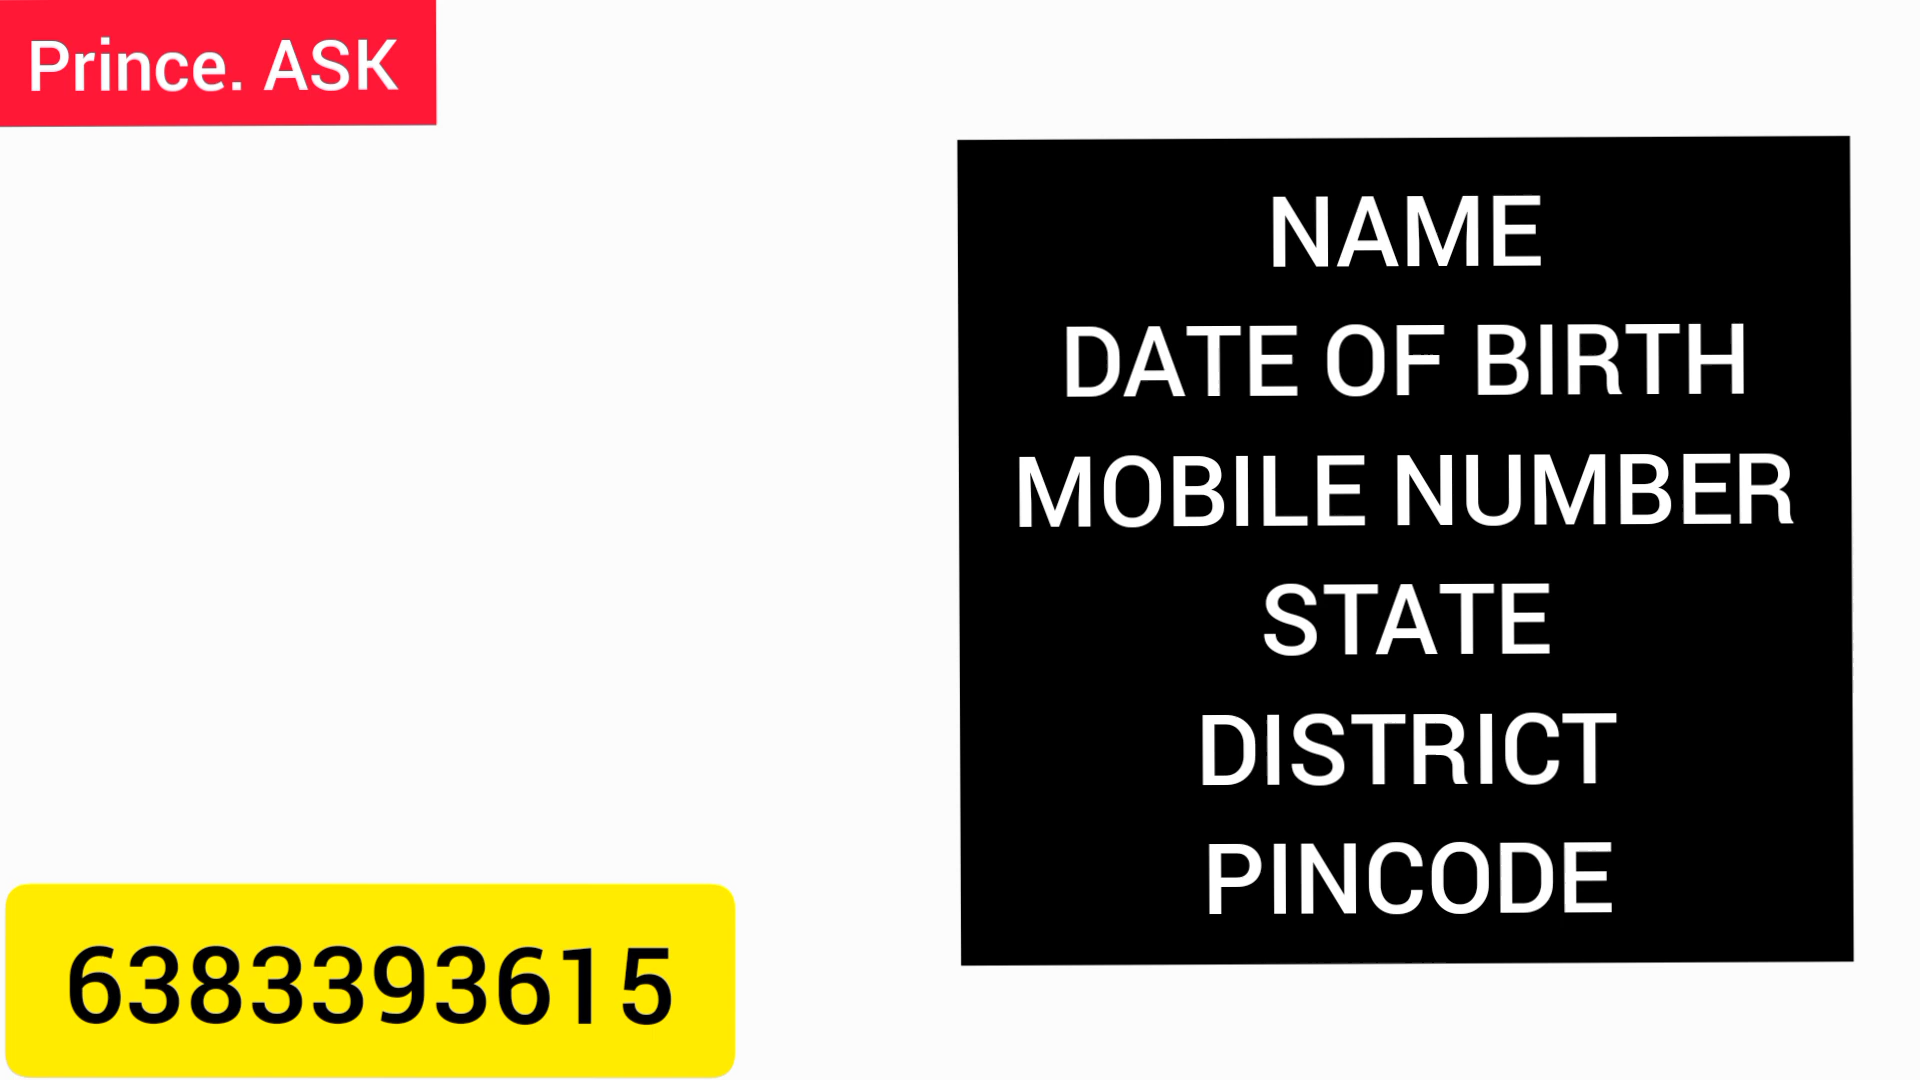 Prince. ASK
NAME
DATE OF BIRTH
MOBILE NUMBER
STATE
DISTRICT
PINCODE
6383393615